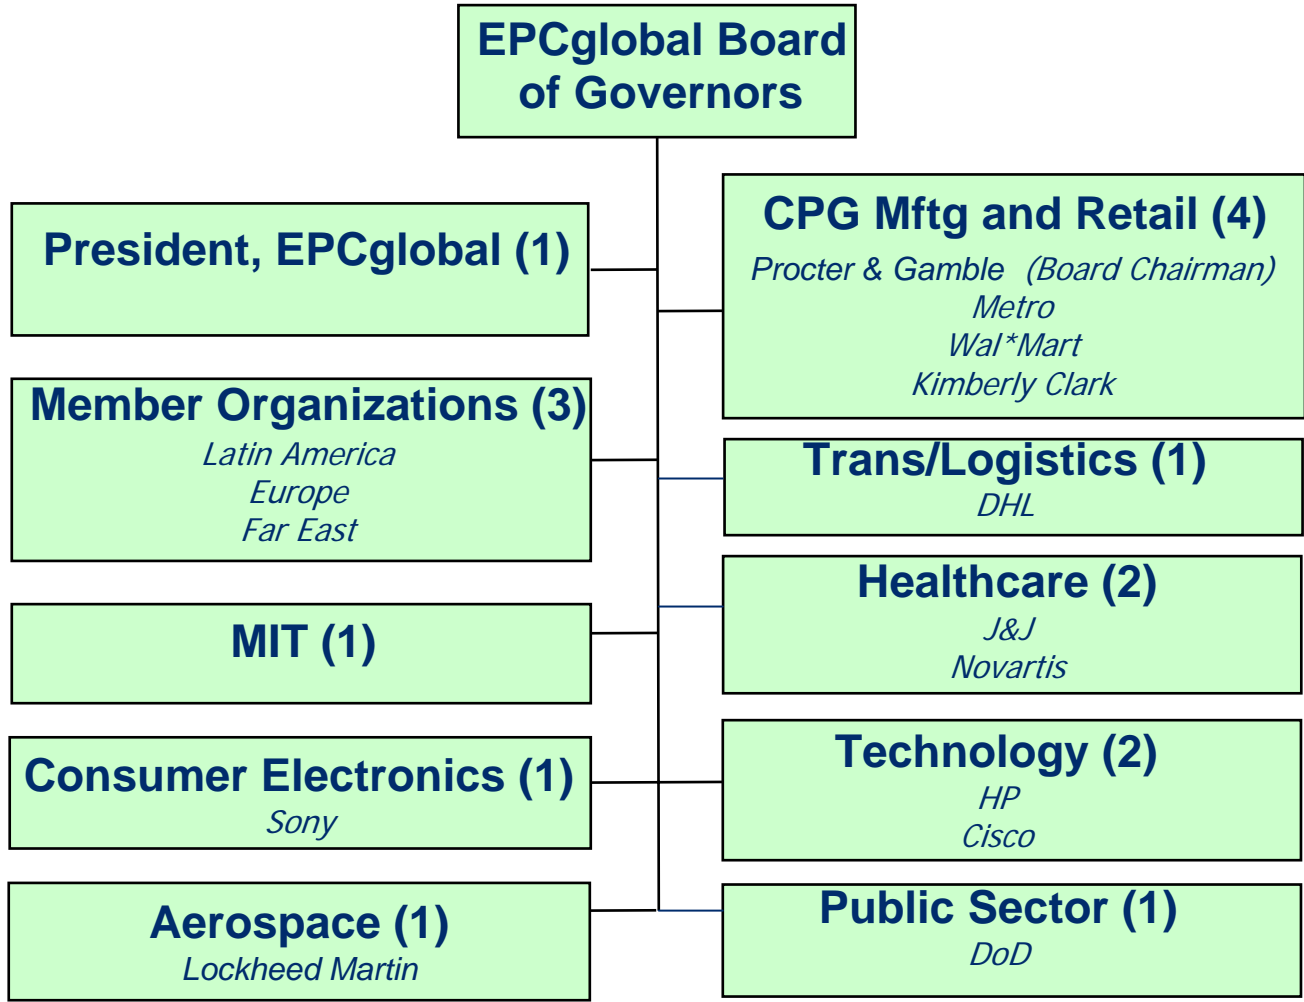 EPCglobal Board
of Governors
President, EPCglobal (1)
Member Organizations (3)
Latin America
Europe
Far East
MIT (1)
Consumer Electronics (1)
Sony
Aerospace (1)
Lockheed Martin
CPG Mftg and Retail (4)
Procter & Gamble (Board Chairman)
Metro
Wal*Mart
Kimberly Clark
Trans/Logistics (1)
DHL
Healthcare (2)
J&J
Novartis
Technology (2)
HP
Cisco
Public Sector (1)
DoD